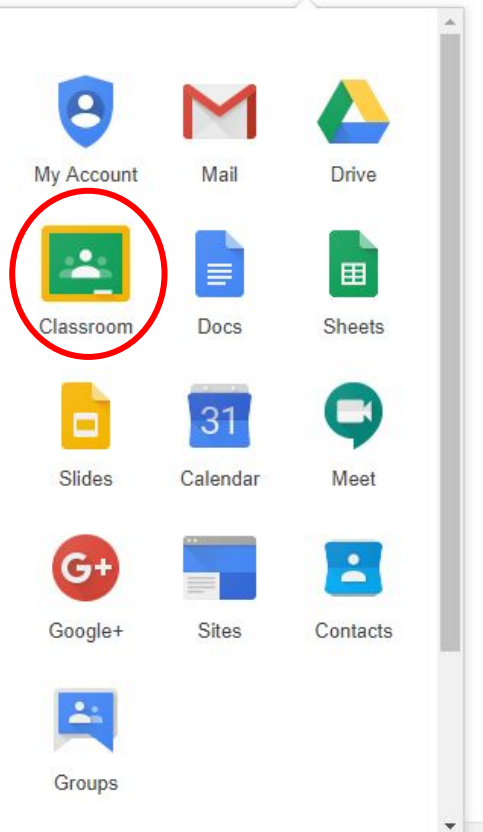 My Account Mail Drive
Classroom Docs Sheets
31
Slides Calendar Meet
G+
Google+ Sites Contacts
Groups